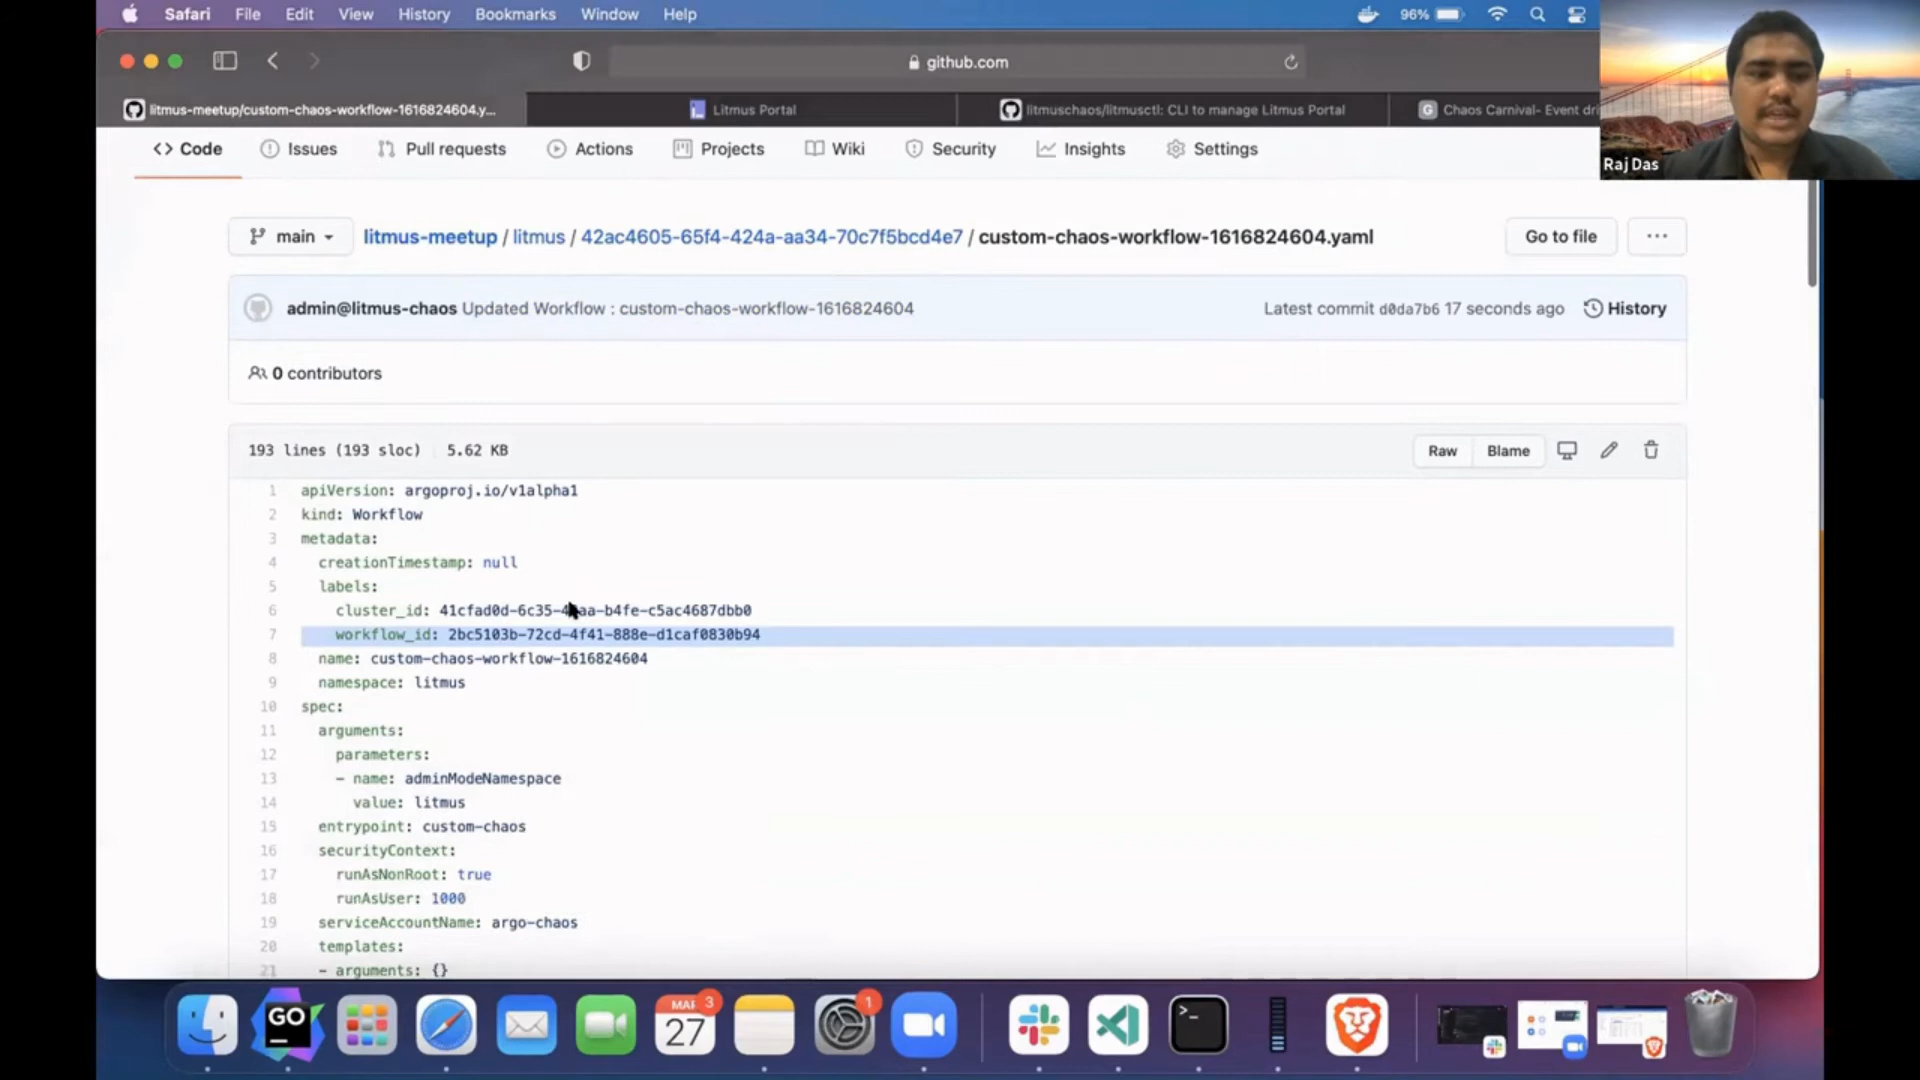 Safari File Edit View History Bookmarks Window Help 96%
github.com
litmus-meetup/custom-chaos-workflow-1616824604.y... Litmus Portal litmuschaos/litmusctl: CLI to manage Litmus Portal G Chaos Carnival- Event dri
Raj Das
<> Code Issues Pull requests Actions Projects Wiki Security Insights Settings
main litmus-meetup / litmus / 42ac4605-65f4-424a-aa34-70c7f5bcd4e7 / custom-chaos-workflow-1616824604.yaml Go to file ...
admin@litmus-chaos Updated Workflow : custom-chaos-workflow-1616824604 Latest commit d0da7b6 17 seconds ago History
0 contributors
193 lines (193 sloc) 5.62 KB Raw Blame
1 apiVersion: argoproj.io/v1alpha1
2 kind: Workflow
3 metadata:
4 creationTimestamp: null
5 labels:
6 cluster_id:
7 workflow_id: 2bc5103b-72cd-4f41-888e-d1caf0830b94
8 name: custom-chaos-workflow-1616824604
9 namespace: litmus
10 spec:
11 arguments:
12 parameters:
13 - name: adminModeNamespace
14 value: litmus
15 entrypoint: custom-chaos
16 securityContext:
17 runAsNonRoot: true
18 runAsUser: 1000
19 serviceAccountName: argo-chaos
20 templates:
21 - arguments: {}
GO
MAR 3
27
1
>_